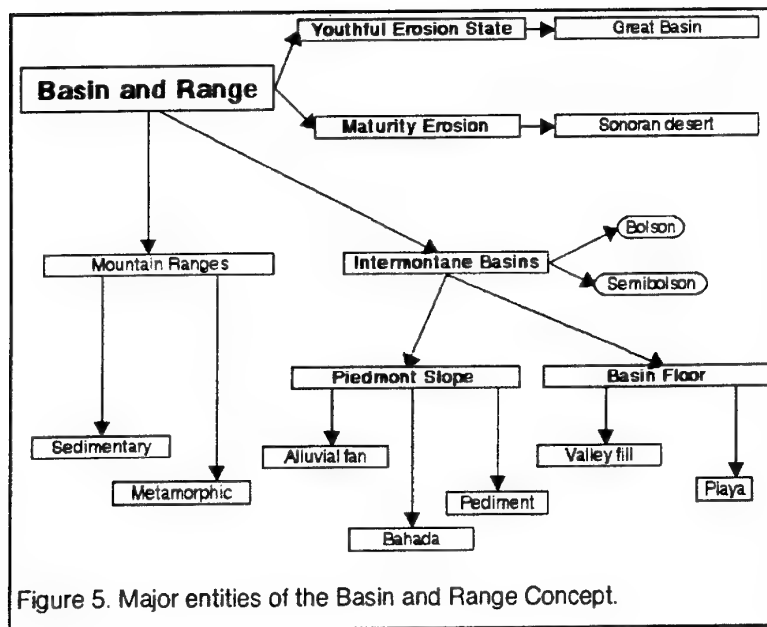 Youthful Erosion State
Great Basin
Basin and Range
Maturity Erosion
Sonoran desert
Bolson
Mountain Ranges
Intermontane Basins
Semibolson
Piedmont Slope
Basin Floor
Sedimentary
Alluvial fan
Valley fill
Metamorphic
Pediment
Playa
Bahada
Figure 5. Major entities of the Basin and Range Concept.